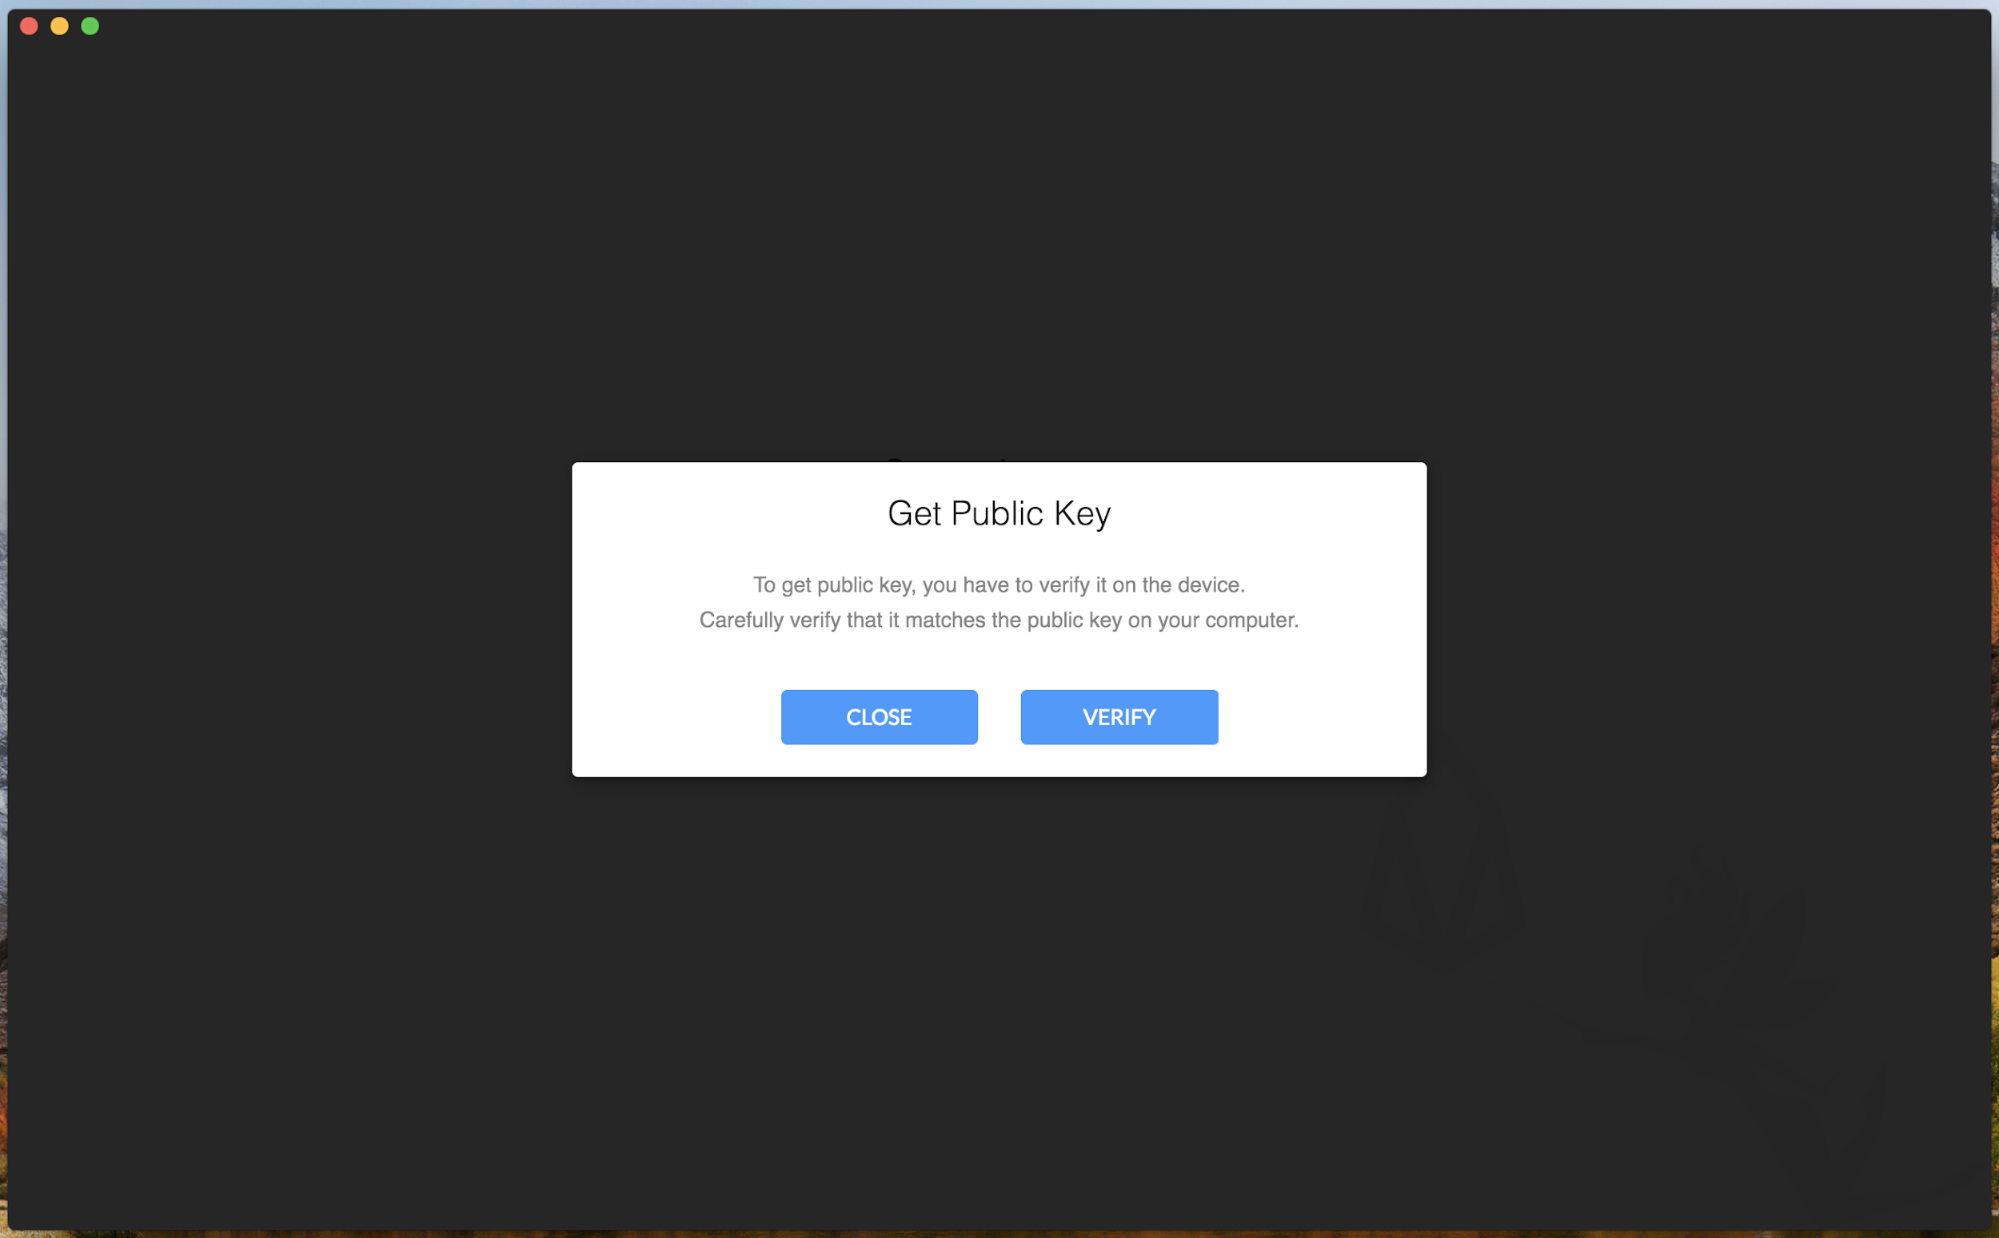 Get Public Key
To get public key, you have to verify it on the device.
Carefully verify that it matches the public key on your computer.
CLOSE
VERIFY